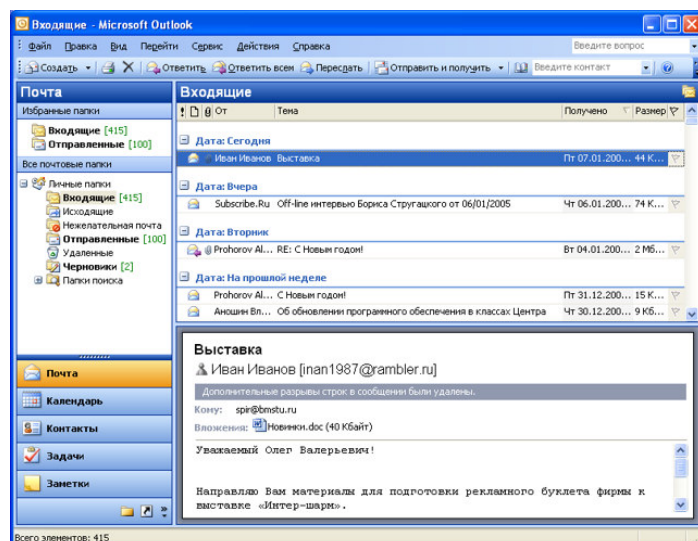 Входящие - Microsoft Outlook
Файл Правка Вид Перейти Сервис Действия Справка Введите вопрос
Создать Ответить Ответить всем Переслать Отправить и получить Введите контакт
Почта
Избранные папки
Входящие [415]
Отправленные [100]
Все почтовые папки
Личные папки
Входящие [415]
Исходящие
Нежелательная почта
Отправленные [100]
Удаленные
Черновики [2]
Папки поиска
Почта
Календарь
Контакты
Задачи
Заметки
Входящие
От Тема Получено Размер
Дата: Сегодня
Иван Иванов Выставка Пт 07.01.200... 44 К...
Дата: Вчера
Subscribe.Ru Off-line интервью Бориса Стругацкого от 06/01/2005 Чт 06.01.200... 74 К...
Дата: Вторник
Prohorov Al... RE: С Новым годом! Вт 04.01.200... 2 Мб...
Дата: На прошлой неделе
Prohorov Al... С Новым годом! Пт 31.12.200... 15 К...
Аношин Вл... Об обновлении программного обеспечения в классах Центра Чт 30.12.200... 9 Кб...
Выставка
Иван Иванов [inan1987@rambler.ru]
Дополнительные разрывы строк в сообщении были удалены.
Кому: spir@bmstu.ru
Вложения: Новинки.doc (40 Кбайт)
Уважаемый Олег Валерьевич!
Направляю Вам материалы для подготовки рекламного буклета фирмы к
выставке «Интер-шарм».
Всего элементов: 415